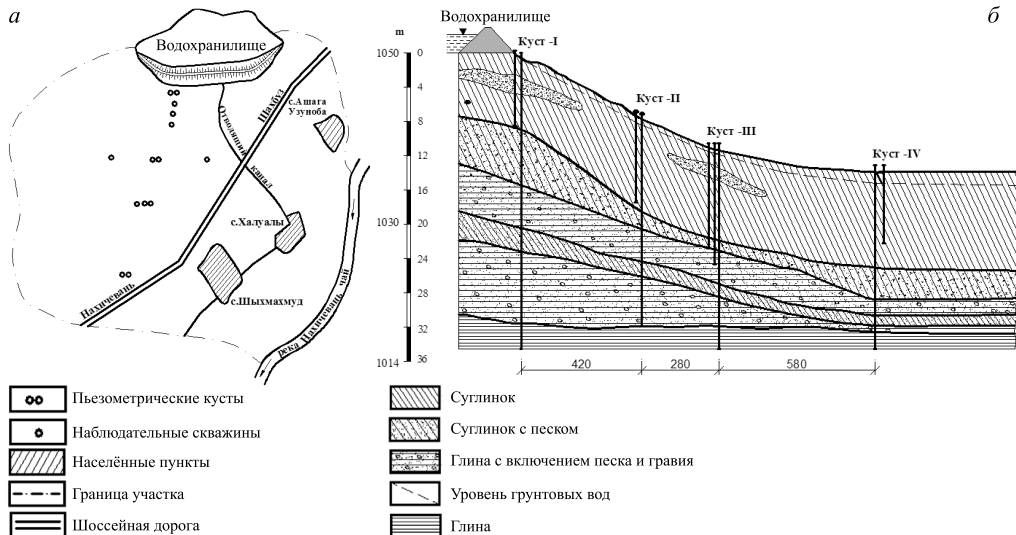 а
Водохранилище
с.Ашага
Узуноба
Шахбуз
Отводящий канал
с.Халуалы
с.Шыхмахмуд
Нахичевань
река Нахичевань чай
б
m
1050
0
4
8
12
16
1030
20
24
28
32
1014
36
Водохранилище
Куст -I
Куст -II
Куст -III
Куст -IV
420
280
580
Пьезометрические кусты
Наблюдательные скважины
Населённые пункты
Граница участка
Шоссейная дорога
Суглинок
Суглинок с песком
Глина с включением песка и гравия
Уровень грунтовых вод
Глина